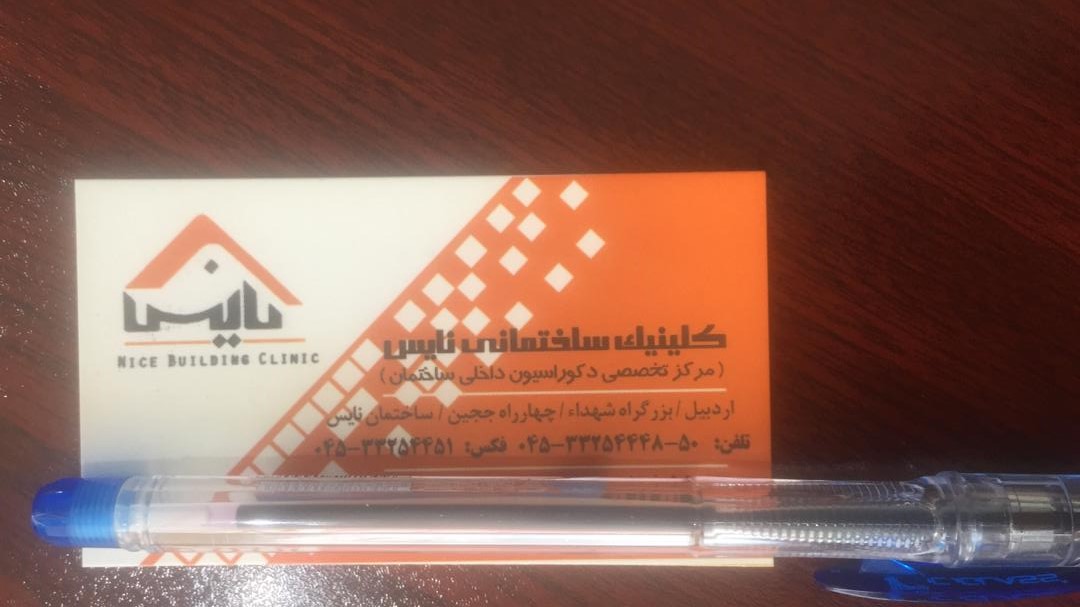 نایس
NICE BUILDING CLINIC
کلینیك ساختمانی نایس
( مرکز تخصصی دکوراسیون داخلی ساختمان )
اردبیل / بزرگراه شهداء / چهارراه ججین / ساختمان نایس
تلفن: ۵۰-۳۳۲۵۴۴۴۸-۰۴۵ فکس: ۳۳۲۵۴۴۵۱-۰۴۵